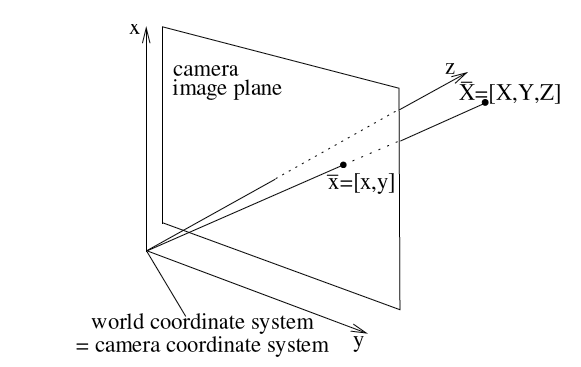 x
camera
image plane
z
X̅=[X,Y,Z]
x̅=[x,y]
world coordinate system
= camera coordinate system
y